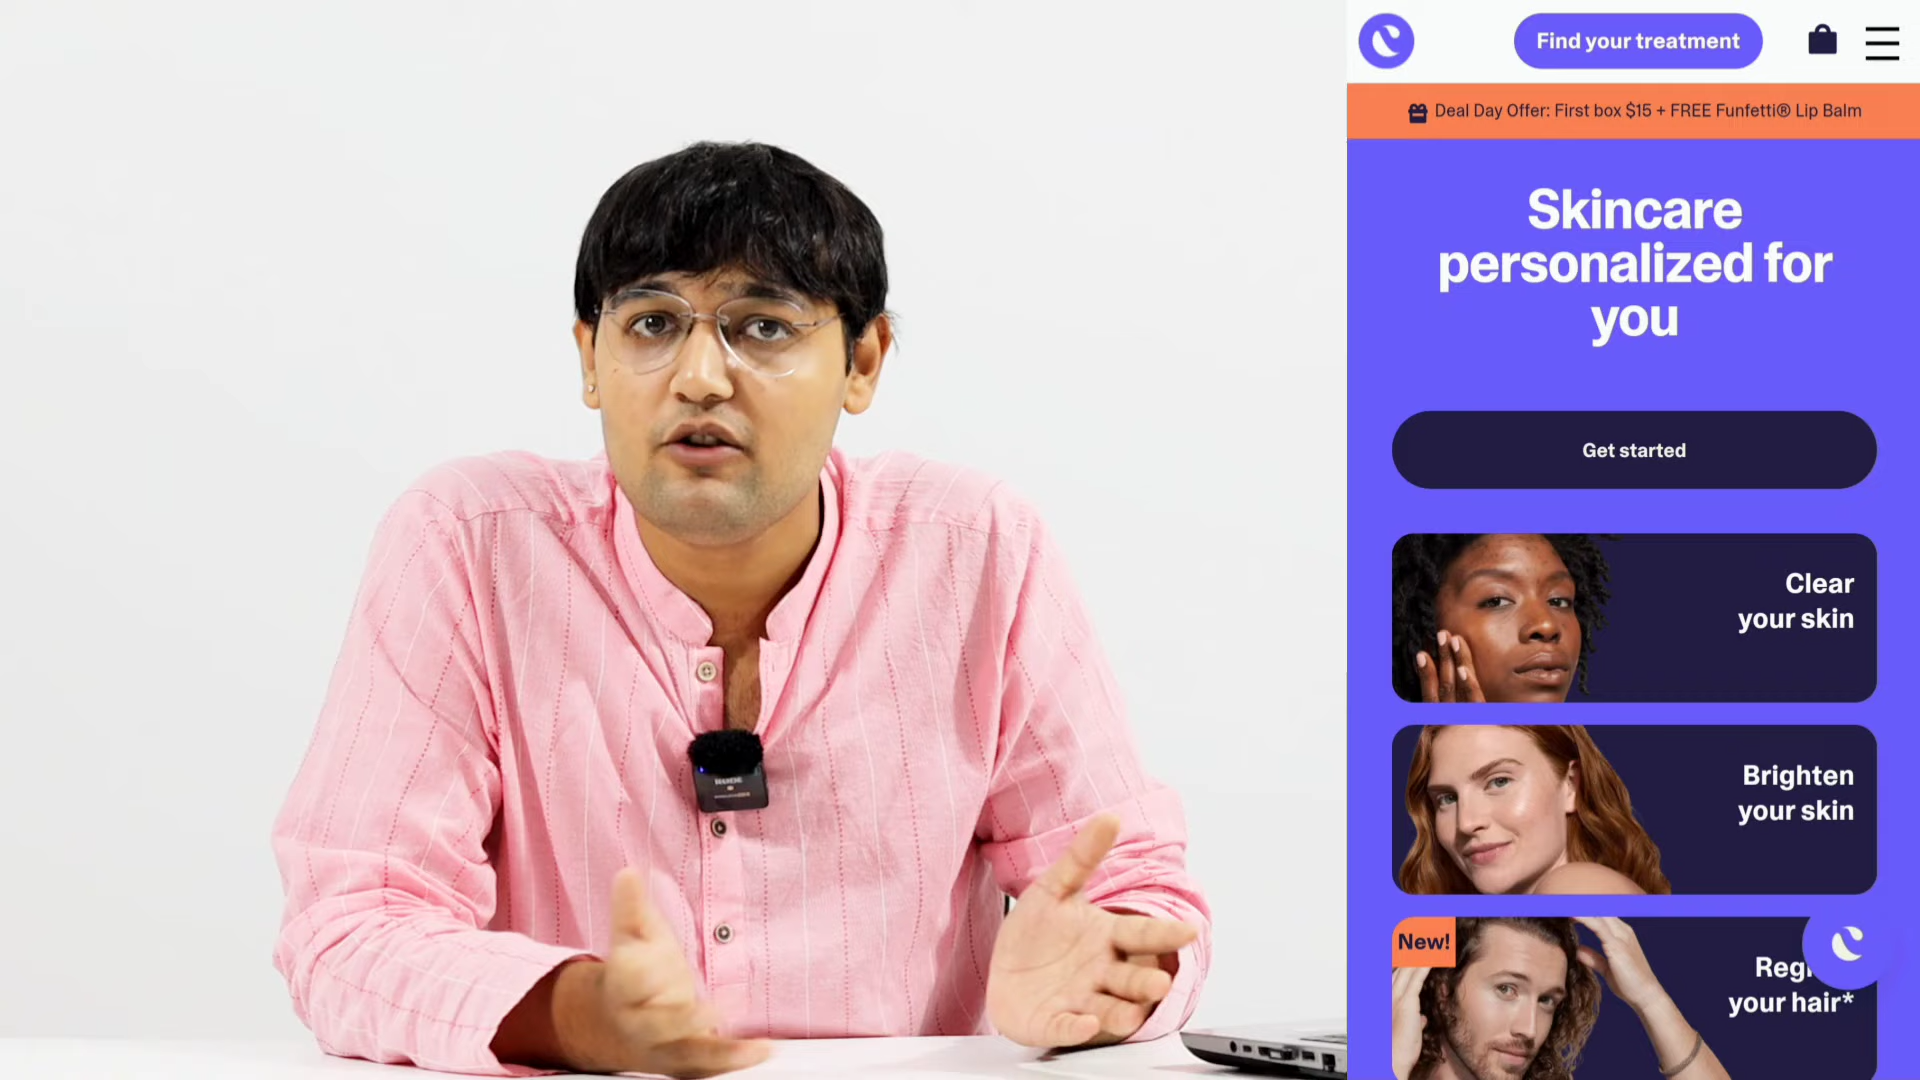 Find your treatment
Deal Day Offer: First box $15 + FREE Funfetti® Lip Balm
Skincare
personalized for
you
Get started
Clear
your skin
Brighten
your skin
New!
your hair*